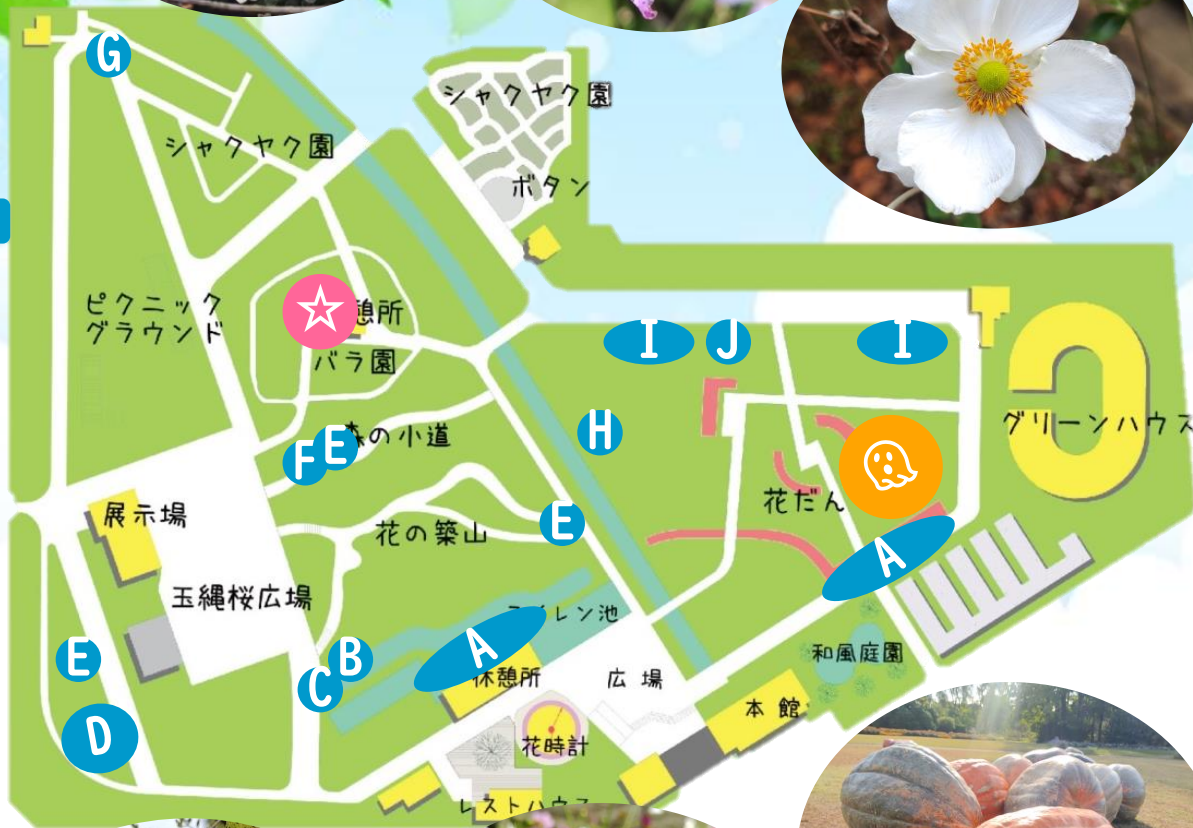 G
シャクヤク園
シャクヤク園
ボタン
ピクニック
グラウンド
憩所
バラ園
I
J
I
グリーンハウス
H
F
E
森の小道
花だん
E
花の築山
展示場
A
玉縄桜広場
レン池
E
B
C
A
休憩所
広場
和風庭園
D
本館
花時計
レストハウス